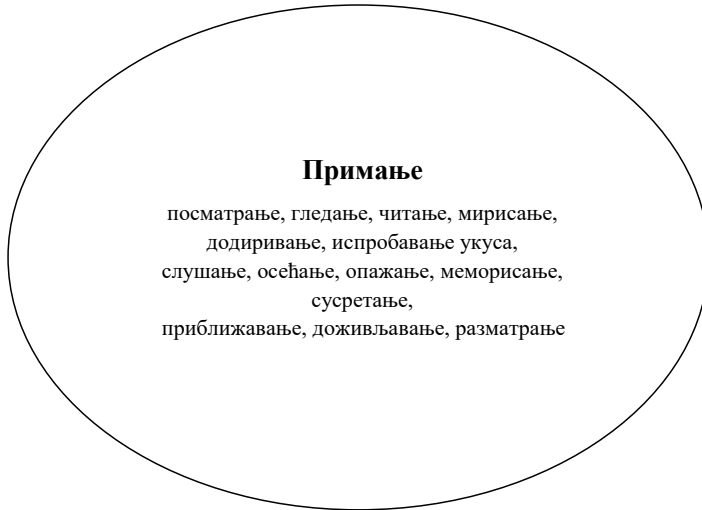 Примање
посматрање, гледање, читање, мирисање,
додиривање, испробавање укуса,
слушање, осећање, опажање, меморисање,
сусретање,
приближавање, доживљавање, разматрање